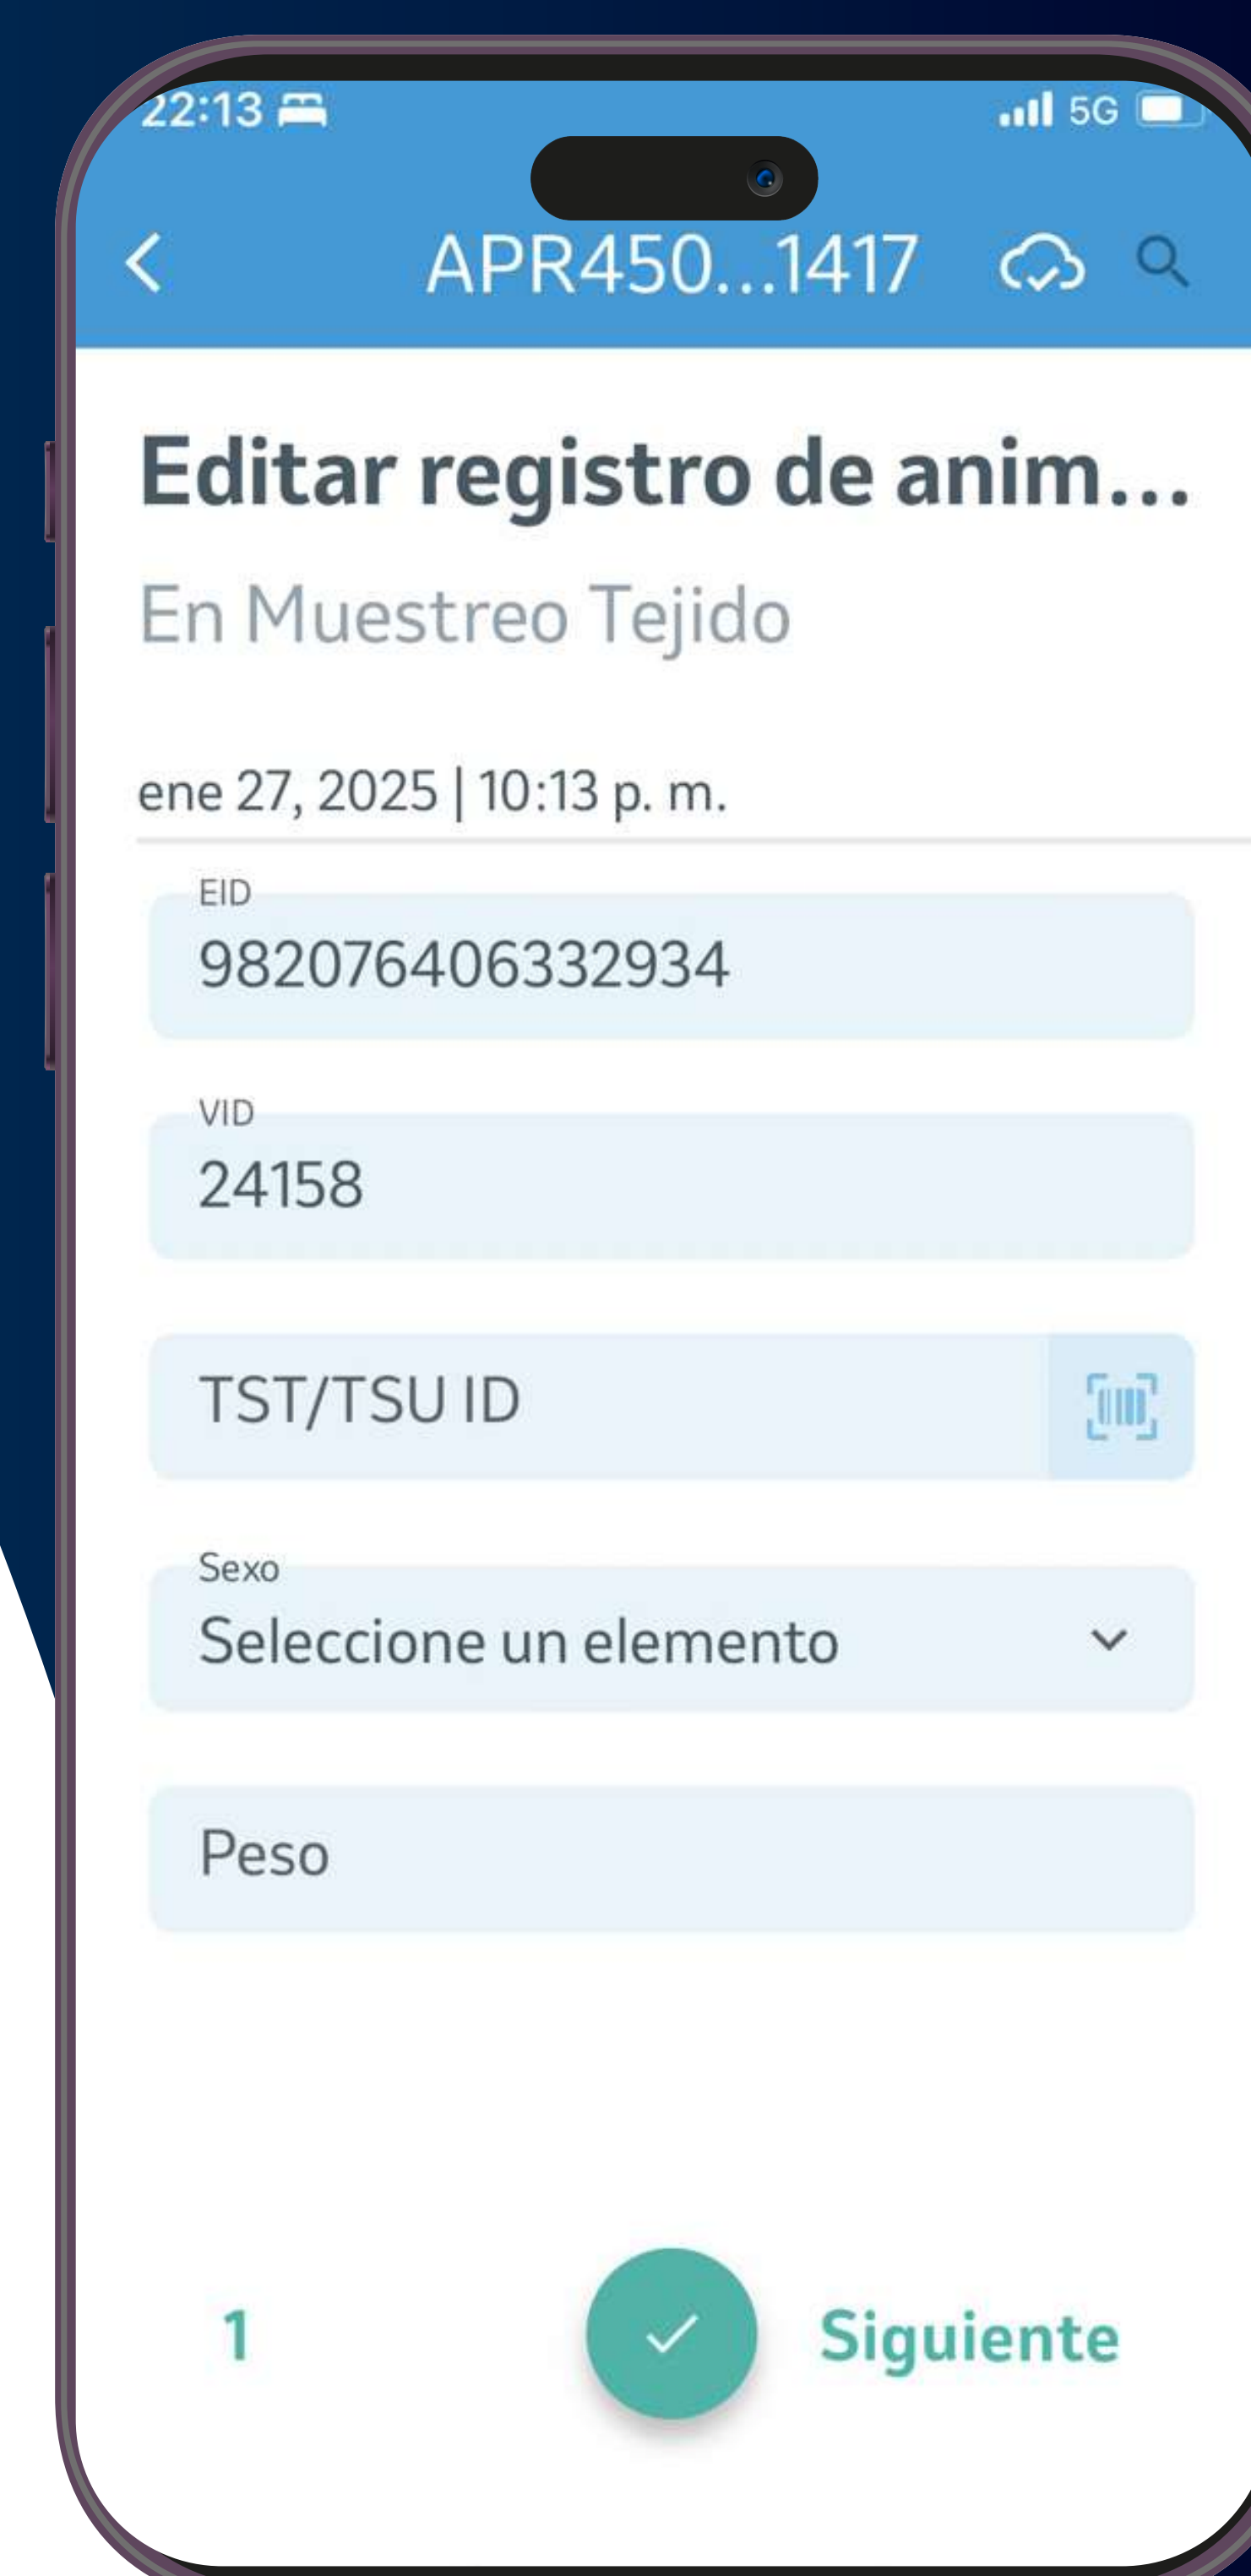 22:13 5G
APR450...1417
Editar registro de anim...
En Muestreo Tejido
ene 27, 2025 | 10:13 p. m.
EID
982076406332934
VID
24158
TST/TSU ID
Sexo
Seleccione un elemento
Peso
1 Siguiente